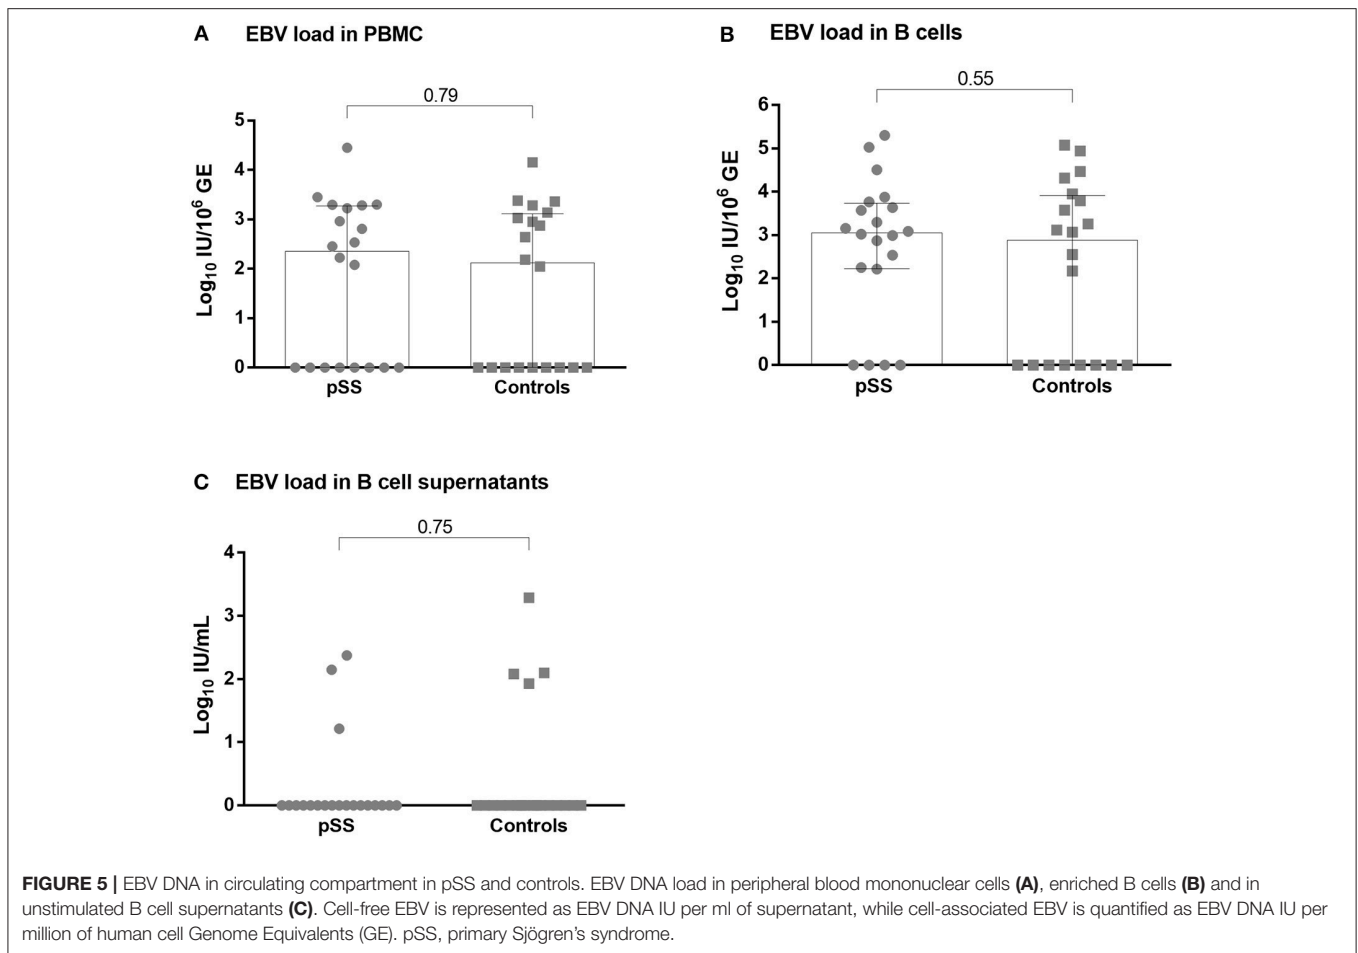 A EBV load in PBMC
0.79
Log10 IU/10^6 GE
5
4
3
2
1
0
pSS Controls
B EBV load in B cells
0.55
Log10 IU/10^6 GE
6
5
4
3
2
1
0
pSS Controls
C EBV load in B cell supernatants
0.75
Log10 IU/mL
4
3
2
1
0
pSS Controls
FIGURE 5 | EBV DNA in circulating compartment in pSS and controls. EBV DNA load in peripheral blood mononuclear cells (A), enriched B cells (B) and in
unstimulated B cell supernatants (C). Cell-free EBV is represented as EBV DNA IU per ml of supernatant, while cell-associated EBV is quantified as EBV DNA IU per
million of human cell Genome Equivalents (GE). pSS, primary Sjögren's syndrome.